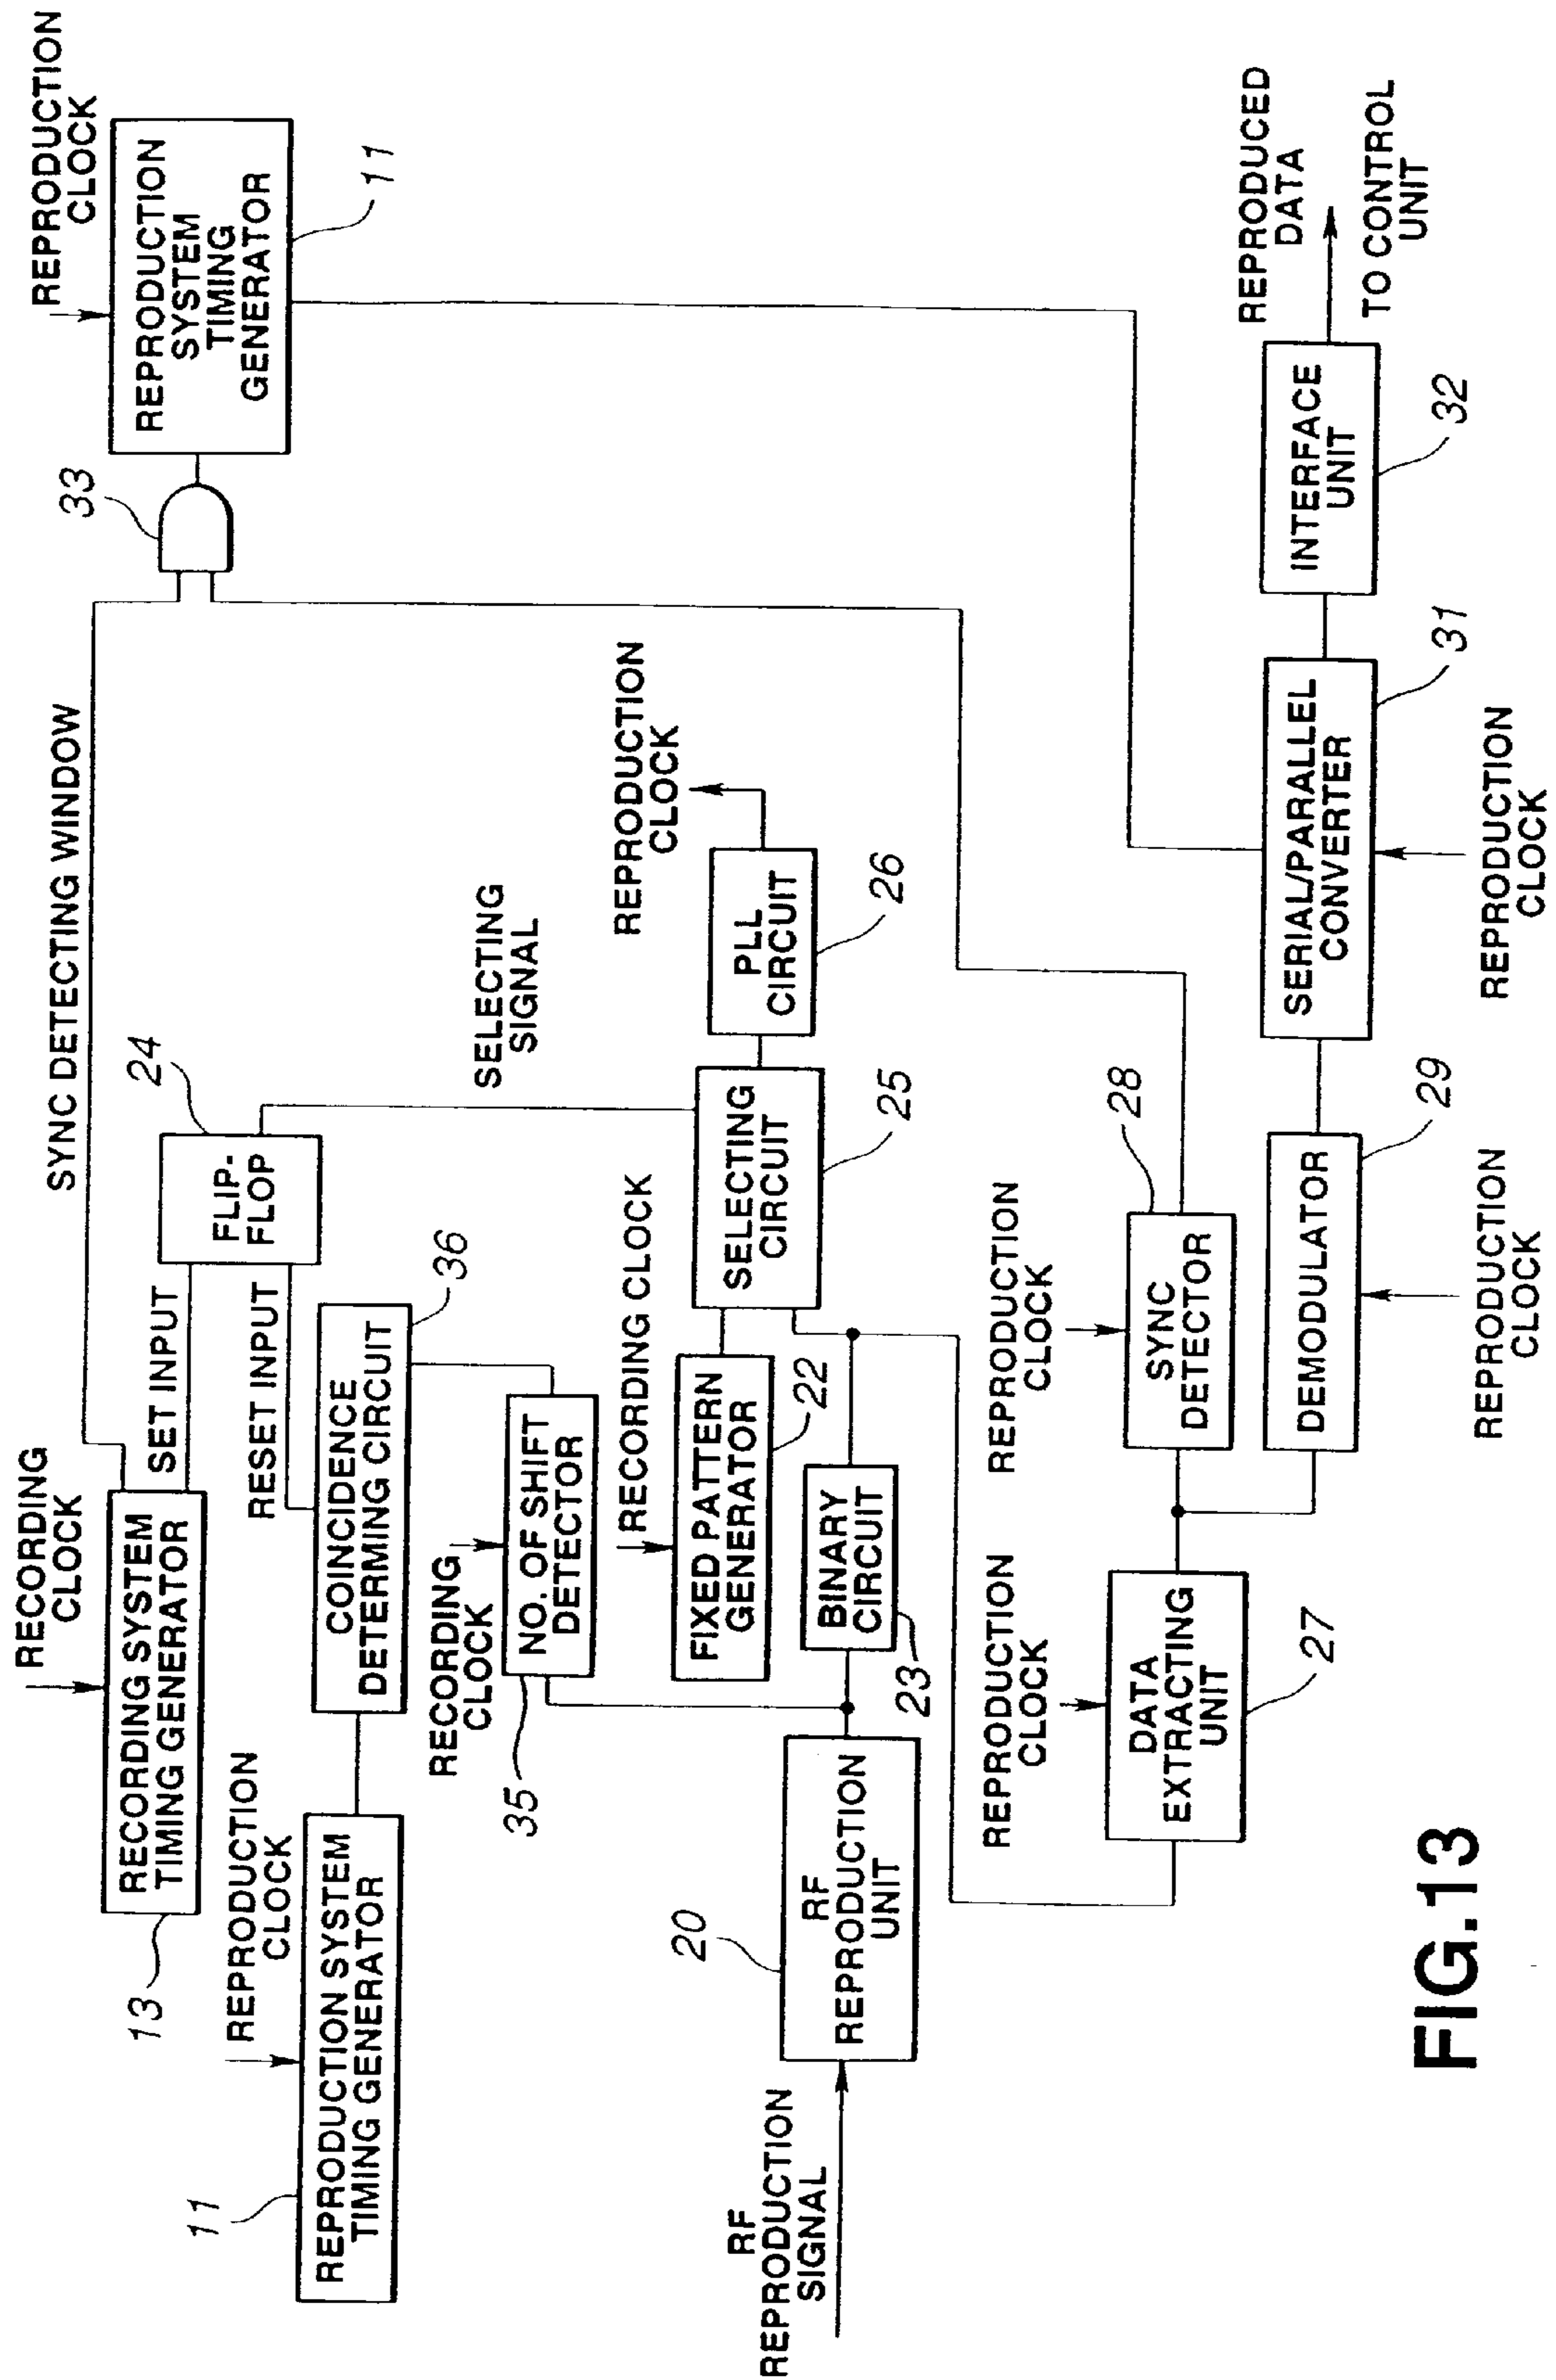 RECORDING
CLOCK
RECORDING SYSTEM
TIMING GENERATOR
13
SET INPUT
SYNC DETECTING WINDOW
24
FLIP-
FLOP
RESET INPUT
33
REPRODUCTION
CLOCK
REPRODUCTION
SYSTEM
TIMING
GENERATOR
11
REPRODUCTION
CLOCK
11
REPRODUCTION SYSTEM
TIMING GENERATOR
COINCIDENCE
DETERMING CIRCUIT
36
RECORDING
CLOCK
35
NO. OF SHIFT
DETECTOR
SELECTING
SIGNAL
RECORDING CLOCK
FIXED PATTERN
GENERATOR
22
SELECTING
CIRCUIT
25
PLL
CIRCUIT
26
REPRODUCTION
CLOCK
RF
REPRODUCTION
SIGNAL
20
RF
REPRODUCTION
UNIT
BINARY
CIRCUIT
23
REPRODUCTION
CLOCK
DATA
EXTRACTING
UNIT
27
REPRODUCTION
CLOCK
SYNC
DETECTOR
28
DEMODULATOR
29
REPRODUCTION
CLOCK
SERIAL/PARALLEL
CONVERTER
31
REPRODUCTION
CLOCK
INTERFACE
UNIT
32
REPRODUCED
DATA
TO CONTROL
UNIT
FIG.13